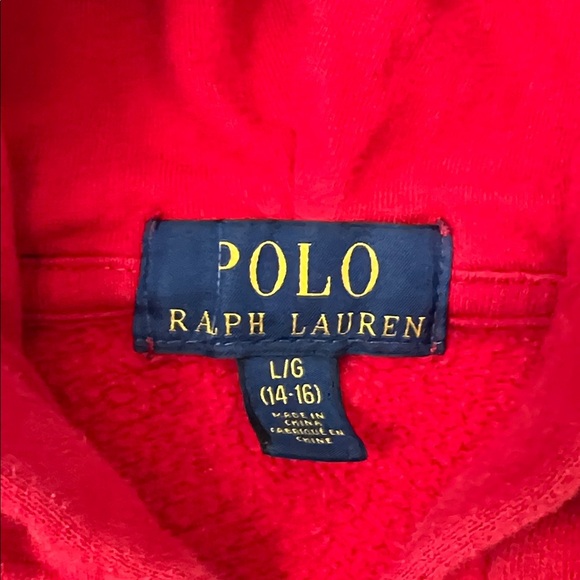 POLO
RALPH LAUREN
L/G
(14-16)
MADE IN
CHINA
FABRIQUÉ EN
CHINE